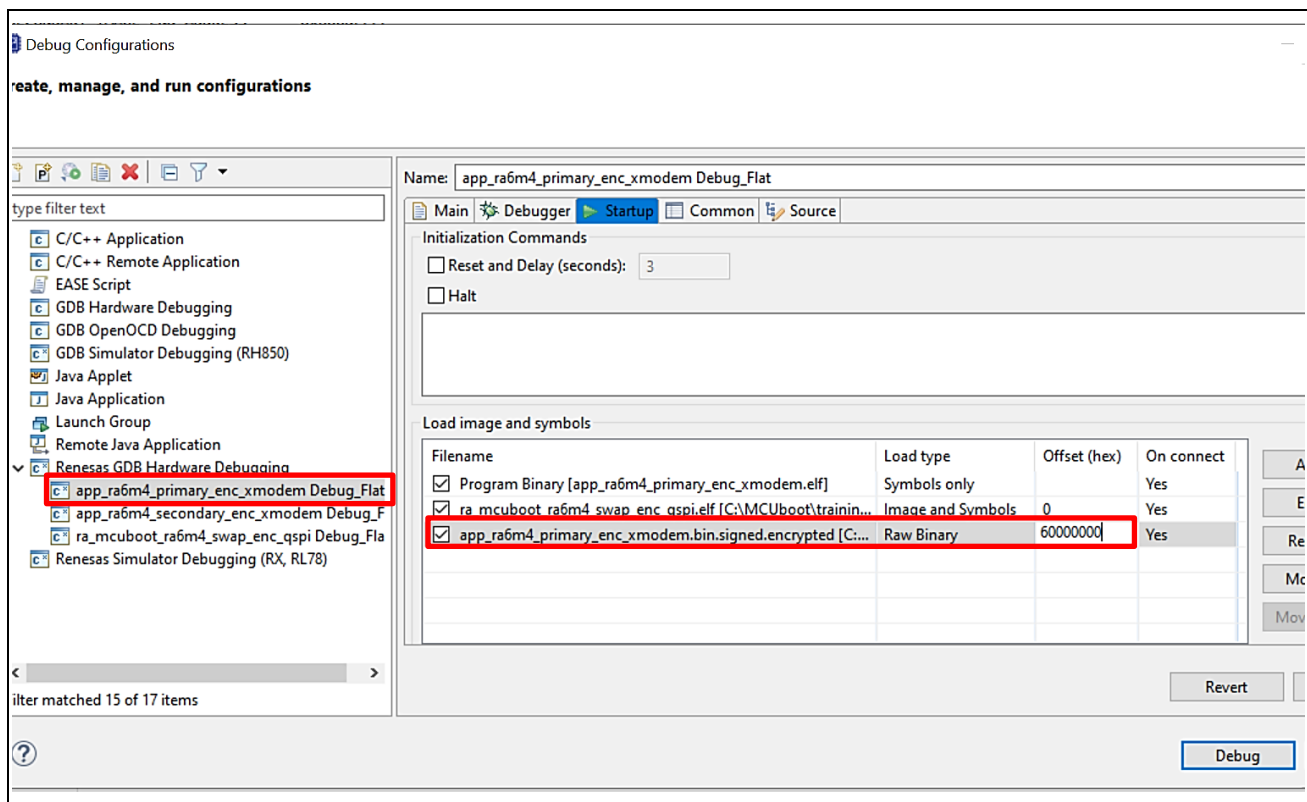 Debug Configurations
reate, manage, and run configurations
type filter text
C/C++ Application
C/C++ Remote Application
EASE Script
GDB Hardware Debugging
GDB OpenOCD Debugging
GDB Simulator Debugging (RH850)
Java Applet
Java Application
Launch Group
Remote Java Application
Renesas GDB Hardware Debugging
app_ra6m4_primary_enc_xmodem Debug_Flat
app_ra6m4_secondary_enc_xmodem Debug_F
ra_mcuboot_ra6m4_swap_enc_qspi Debug_Fla
Renesas Simulator Debugging (RX, RL78)
ilter matched 15 of 17 items
Name: app_ra6m4_primary_enc_xmodem Debug_Flat
Main Debugger Startup Common Source
Initialization Commands
Reset and Delay (seconds): 3
Halt
Load image and symbols
Filename Load type Offset (hex) On connect
Program Binary [app_ra6m4_primary_enc_xmodem.elf] Symbols only Yes
ra_mcuboot_ra6m4_swap_enc_qspi.elf [C:\MCUboot\trainin... Image and Symbols 0 Yes
app_ra6m4_primary_enc_xmodem.bin.signed.encrypted [C:... Raw Binary 60000000 Yes
A
E
Re
Mo
Mov
Revert
Debug